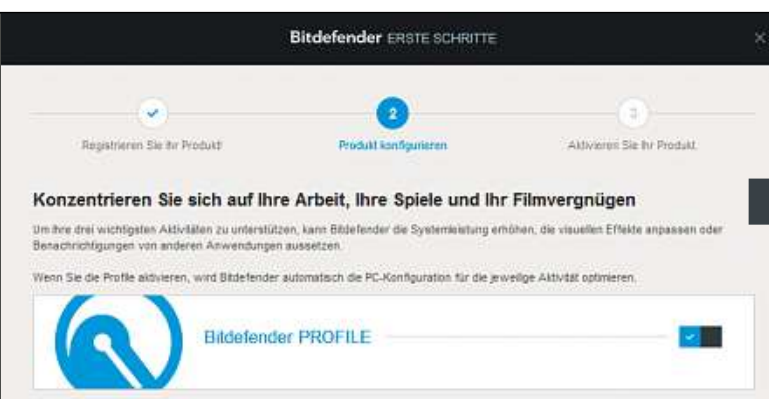 Bitdefender ERSTE SCHRITTE
2
3
Registrieren Sie Ihr Produkt!
Produkt konfigurieren
Aktivieren Sie Ihr Produkt.
Konzentrieren Sie sich auf Ihre Arbeit, Ihre Spiele und Ihr Filmvergnügen
Um Ihre drei wichtigsten Aktivitäten zu unterstützen, kann Bitdefender die Systemleistung erhöhen, die visuellen Effekte anpassen oder
Benachrichtigungen von anderen Anwendungen aussetzen.
Wenn Sie die Profile aktivieren, wird Bitdefender automatisch die PC-Konfiguration für die jeweilige Aktivität optimieren.
Bitdefender PROFILE